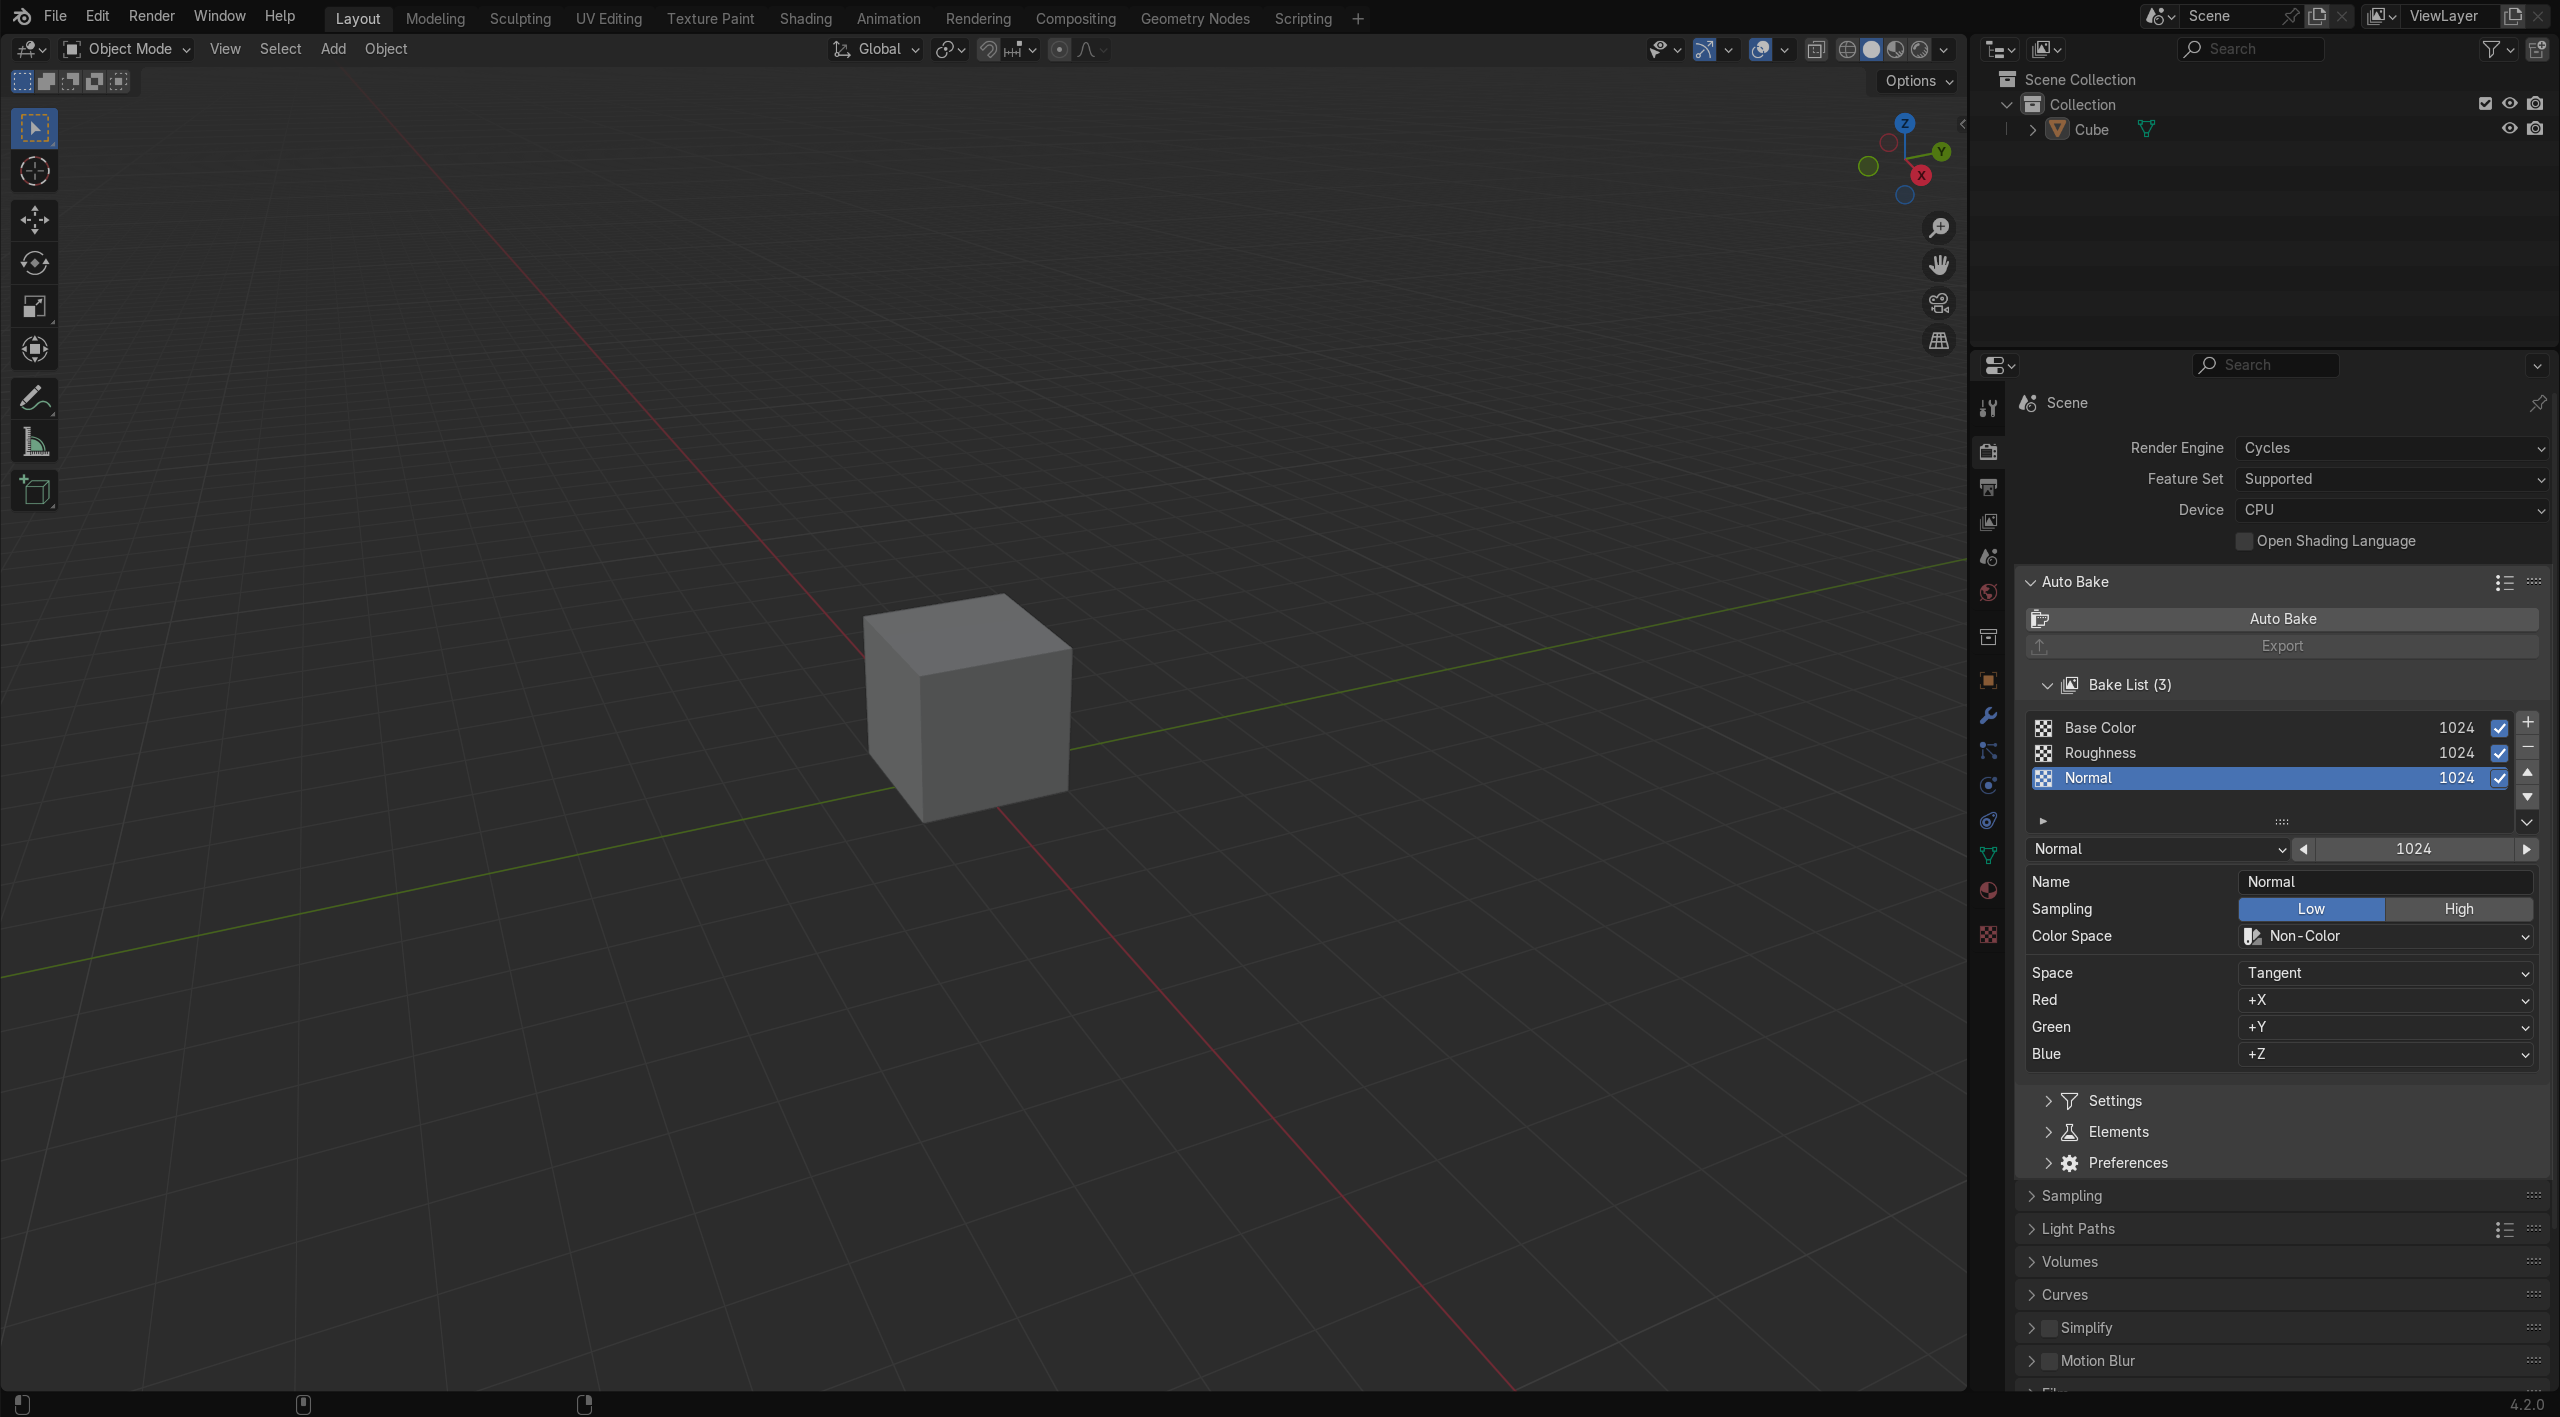 File Edit Render Window Help Layout Modeling Sculpting UV Editing Texture Paint Shading Animation Rendering Compositing Geometry Nodes Scripting + Scene ViewLayer
Object Mode View Select Add Object Global Search
Options
Z
Y
X
Scene Collection
Collection
Cube
Search
Scene
Render Engine Cycles
Feature Set Supported
Device CPU
Open Shading Language
Auto Bake
Auto Bake
Export
Bake List (3)
Base Color 1024
Roughness 1024
Normal 1024
Normal 1024
Name Normal
Sampling Low High
Color Space Non-Color
Space Tangent
Red +X
Green +Y
Blue +Z
Settings
Elements
Preferences
Sampling
Light Paths
Volumes
Curves
Simplify
Motion Blur
4.2.0